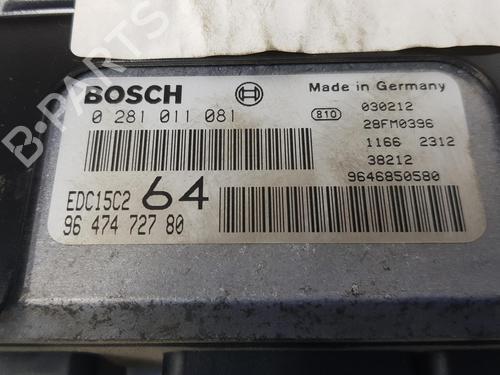 B-PARTS
BOSCH
Made in Germany
0 281 011 081
810
030212
28FM0396
1166 2312
38212
9646850580
EDC15C2 64
96 474 727 80